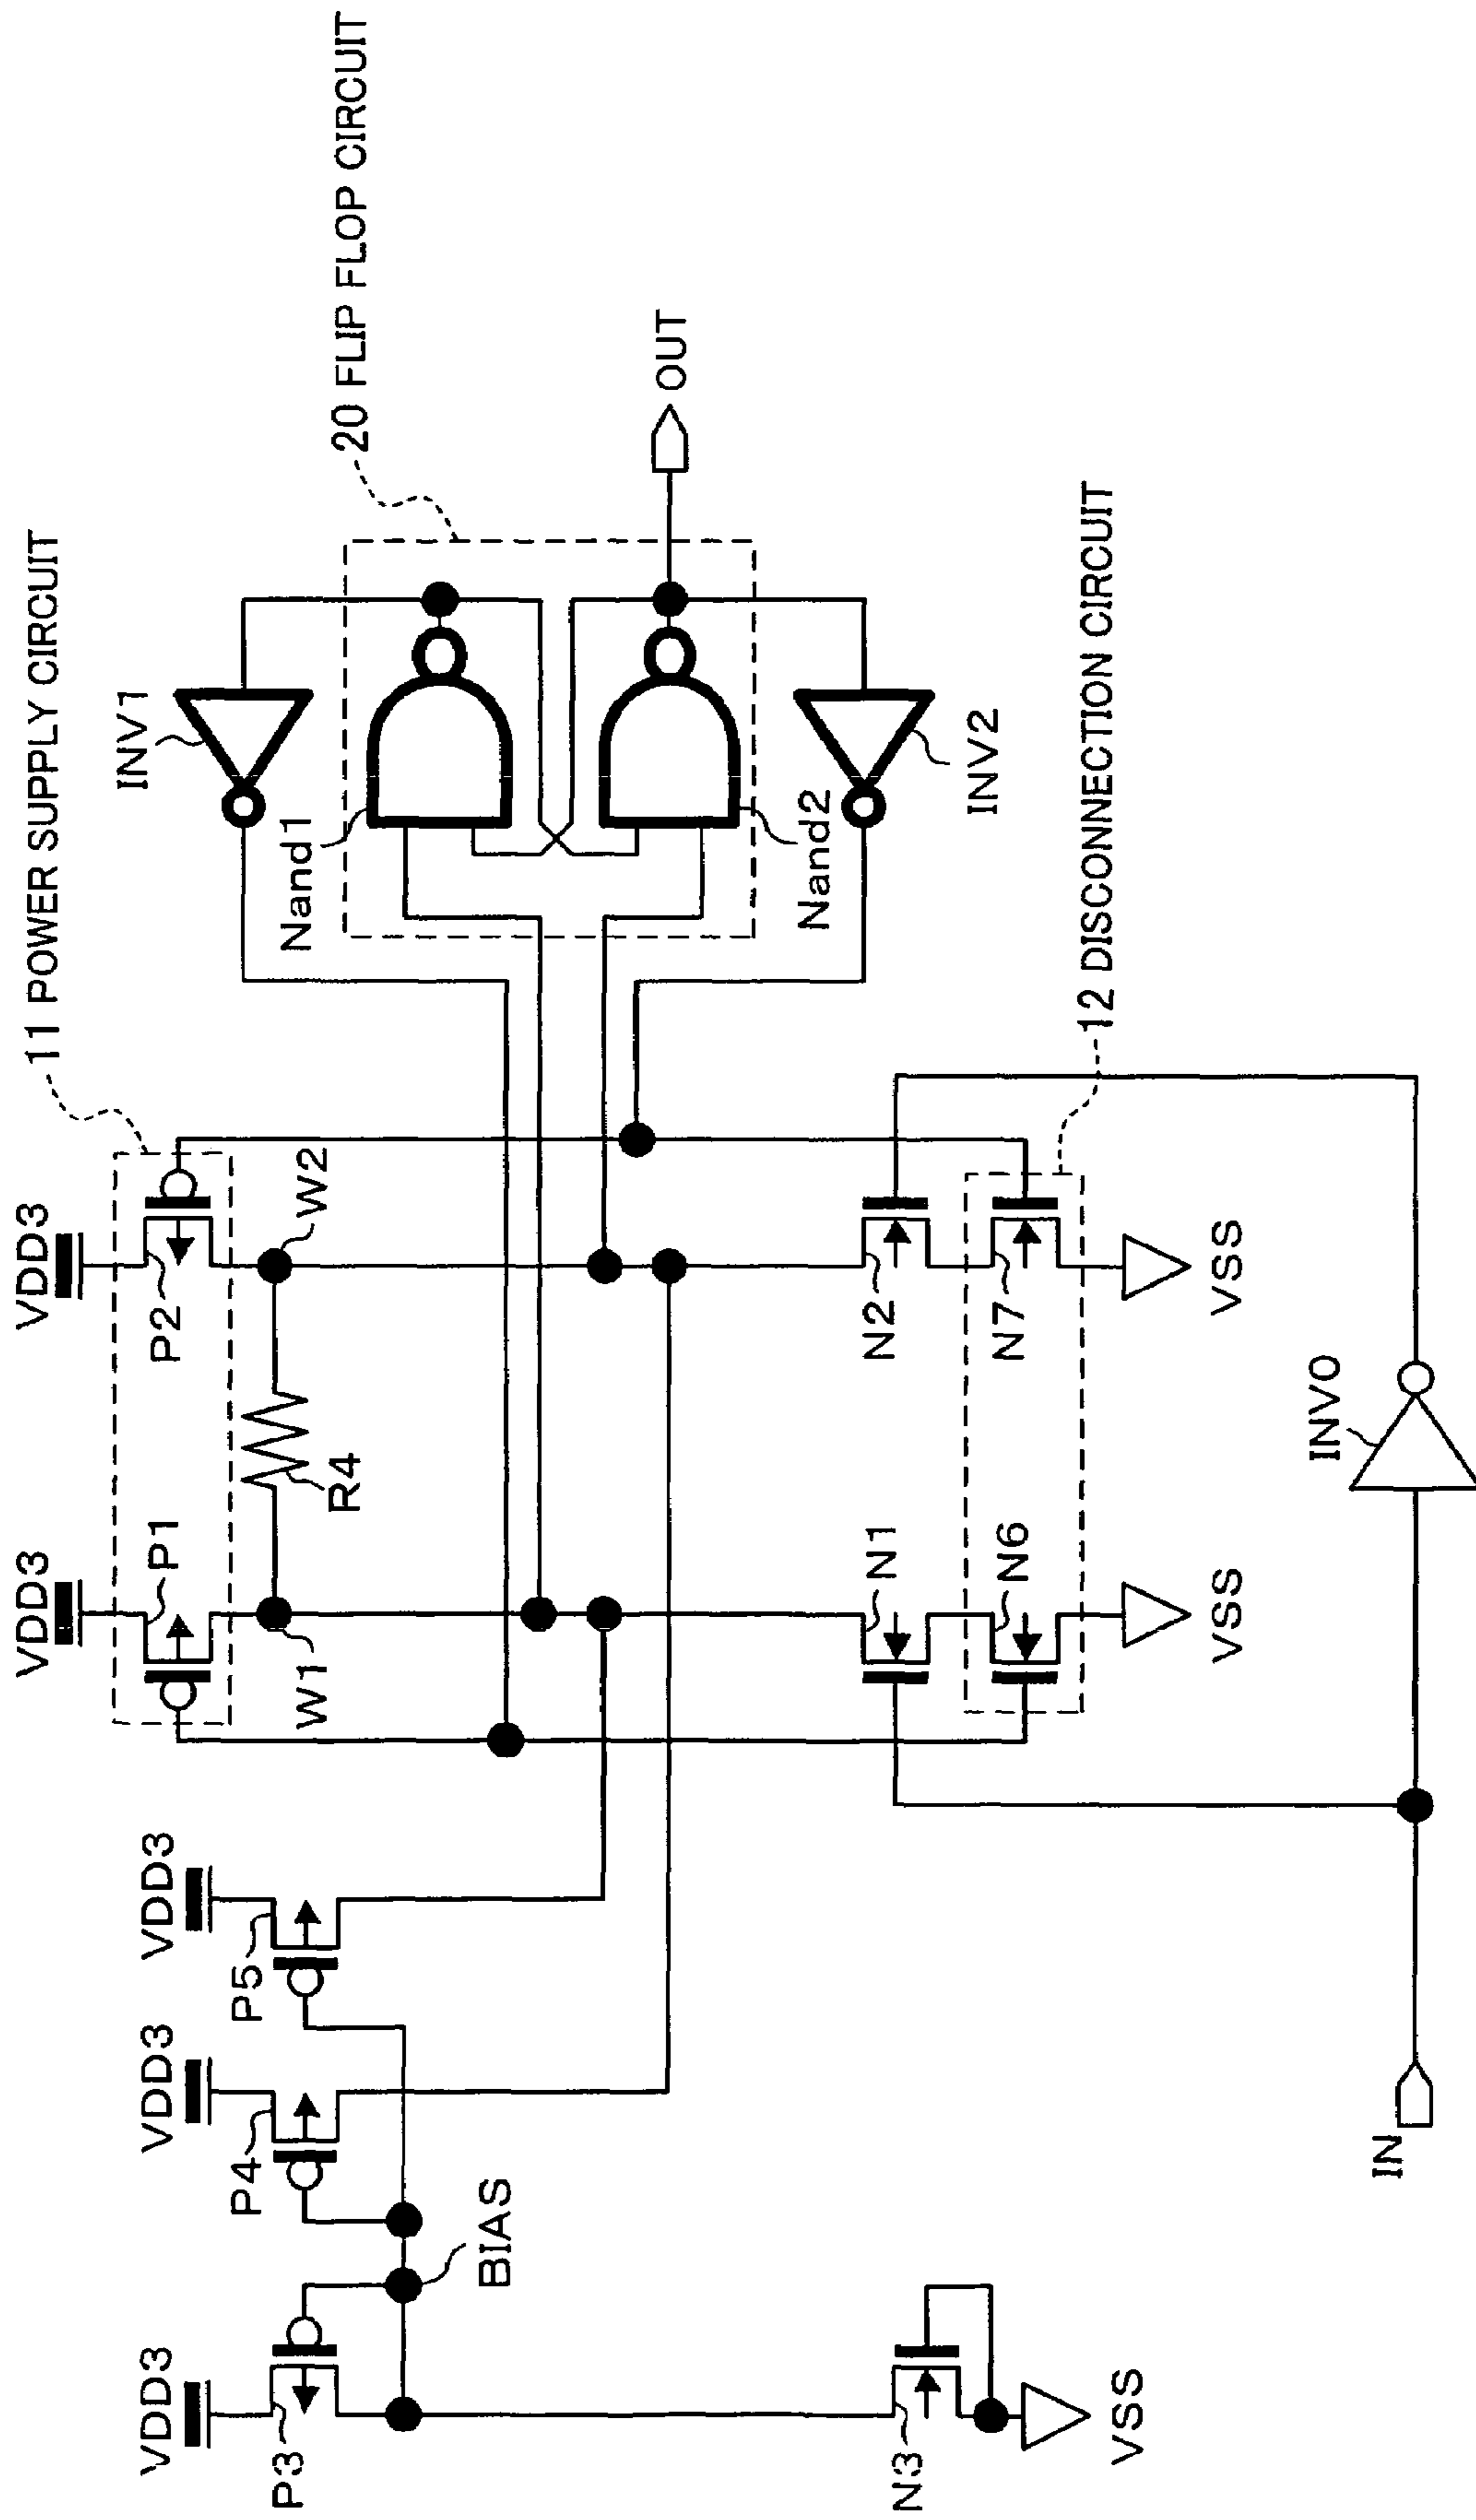 11 POWER SUPPLY CIRCUIT
20 FLIP FLOP CIRCUIT
VDD3
VDD3
VDD3
VDD3
VDD3
P3
P4
P5
P1
P2
W1
W2
R4
INV1
Nand1
OUT
Nand2
INV2
BIAS
N1
N2
N6
N7
12 DISCONNECTION CIRCUIT
N3
VSS
VSS
VSS
IN
INV0